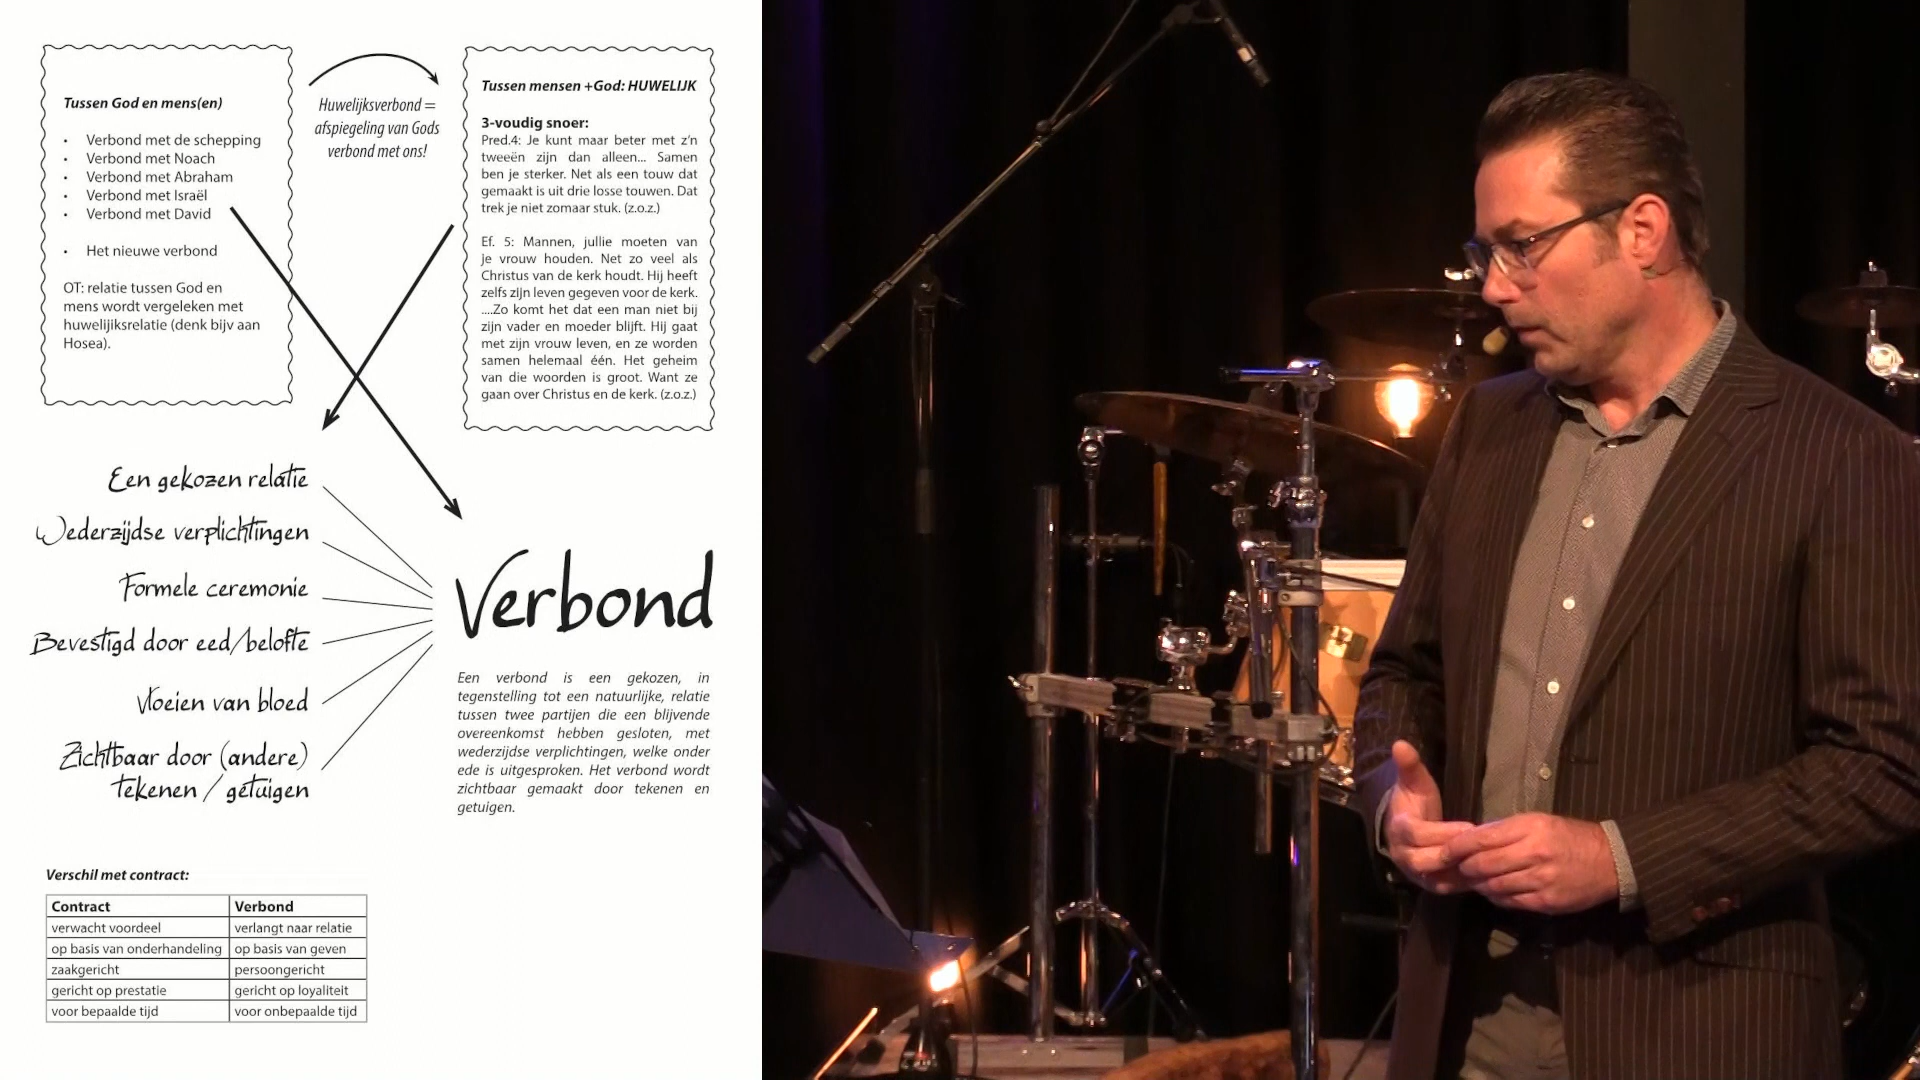 Tussen God en mens(en)
• Verbond met de schepping
• Verbond met Noach
• Verbond met Abraham
• Verbond met Israël
• Verbond met David
• Het nieuwe verbond
OT: relatie tussen God en
mens wordt vergeleken met
huwelijksrelatie (denk bijv aan
Hosea).
Huwelijksverbond =
afspiegeling van Gods
verbond met ons!
Tussen mensen +God: HUWELIJK
3-voudig snoer:
Pred.4: Je kunt maar beter met z'n
tweeën zijn dan alleen... Samen
ben je sterker. Net als een touw dat
gemaakt is uit drie losse touwen. Dat
trek je niet zomaar stuk. (z.o.z.)
Ef. 5: Mannen, jullie moeten van
je vrouw houden. Net zo veel als
Christus van de kerk houdt. Hij heeft
zelfs zijn leven gegeven voor de kerk.
....Zo komt het dat een man niet bij
zijn vader en moeder blijft. Hij gaat
met zijn vrouw leven, en ze worden
samen helemaal één. Het geheim
van die woorden is groot. Want ze
gaan over Christus en de kerk. (z.o.z.)
Een gekozen relatie
Wederzijdse verplichtingen
Formele ceremonie
Bevestigd door eed/belofte
Vloeien van bloed
Zichtbaar door (andere)
tekenen / getuigen
Verbond
Een verbond is een gekozen, in
tegenstelling tot een natuurlijke, relatie
tussen twee partijen die een blijvende
overeenkomst hebben gesloten, met
wederzijdse verplichtingen, welke onder
ede is uitgesproken. Het verbond wordt
zichtbaar gemaakt door tekenen en
getuigen.
Verschil met contract:
Contract Verbond
verwacht voordeel verlangt naar relatie
op basis van onderhandeling op basis van geven
zaakgericht persoongericht
gericht op prestatie gericht op loyaliteit
voor bepaalde tijd voor onbepaalde tijd